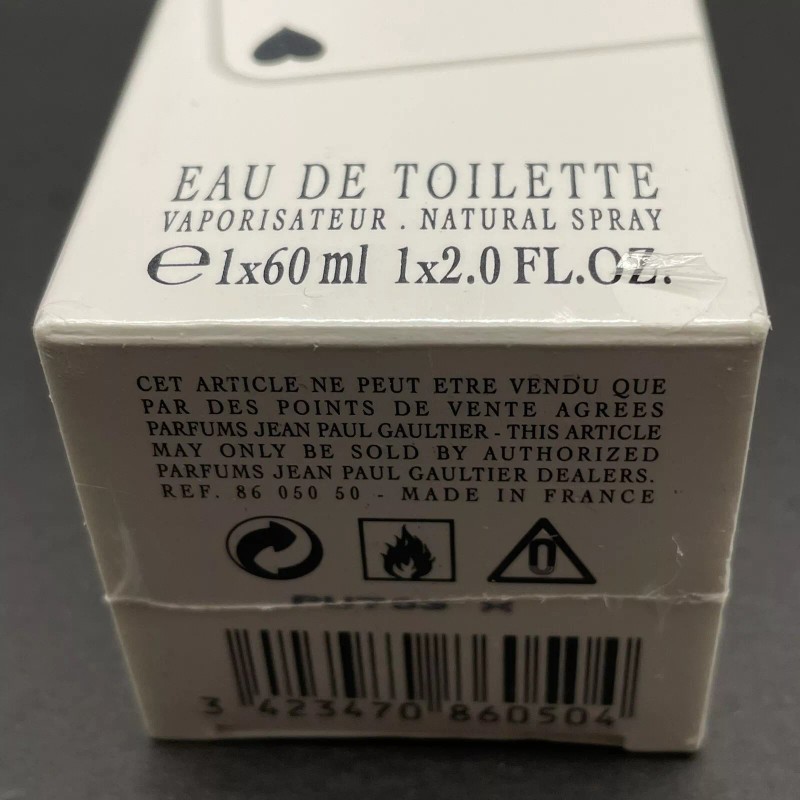 EAU DE TOILETTE
VAPORISATEUR . NATURAL SPRAY
℮ 1x60 ml 1x2.0 FL.OZ.
CET ARTICLE NE PEUT ETRE VENDU QUE
PAR DES POINTS DE VENTE AGREES
PARFUMS JEAN PAUL GAULTIER - THIS ARTICLE
MAY ONLY BE SOLD BY AUTHORIZED
PARFUMS JEAN PAUL GAULTIER DEALERS.
REF. 86 050 50 - MADE IN FRANCE
0
3 423470 860504